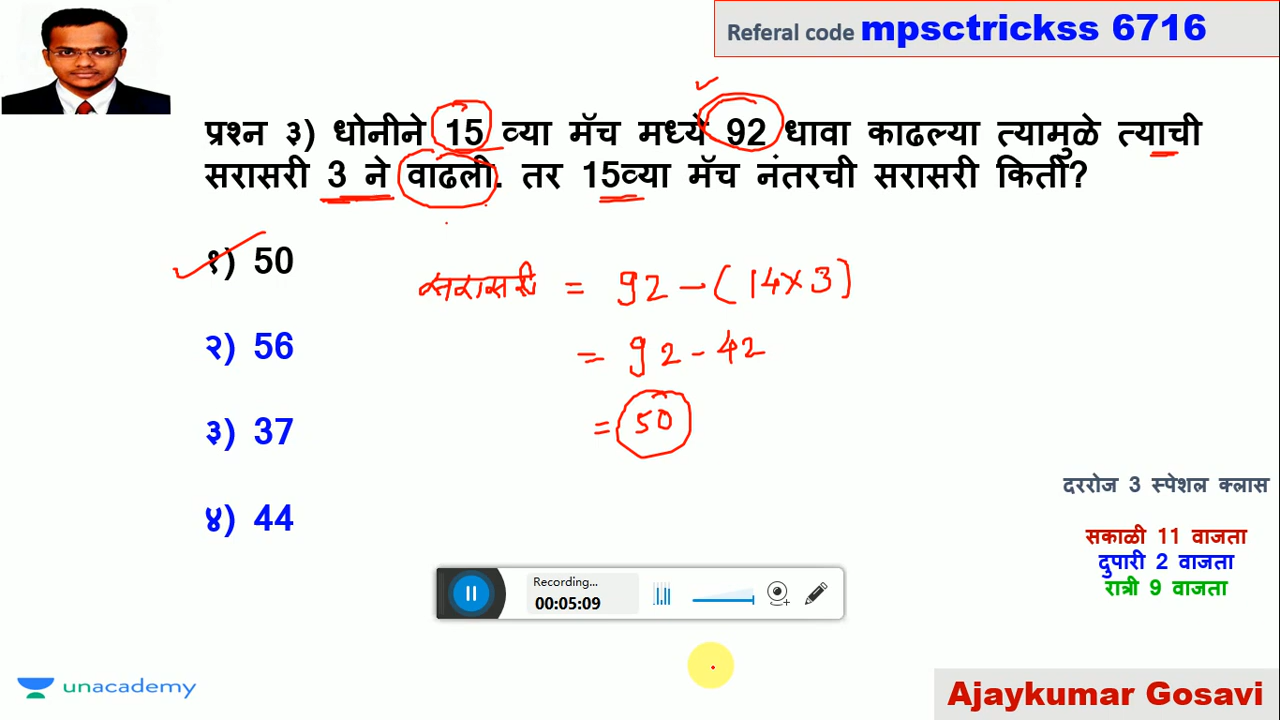 Referal code mpsctrickss 6716
प्रश्न ३) धोनीने 15 व्या मॅच मध्ये 92 धावा काढल्या त्यामुळे त्याची
सरासरी 3 ने वाढली. तर 15व्या मॅच नंतरची सरासरी किती?
१) 50
सरासरी = 92 - (14×3)
२) 56
= 92 - 42
३) 37
= 50
दररोज 3 स्पेशल क्लास
४) 44
सकाळी 11 वाजता
दुपारी 2 वाजता
रात्री 9 वाजता
Recording...
00:05:09
unacademy
Ajaykumar Gosavi